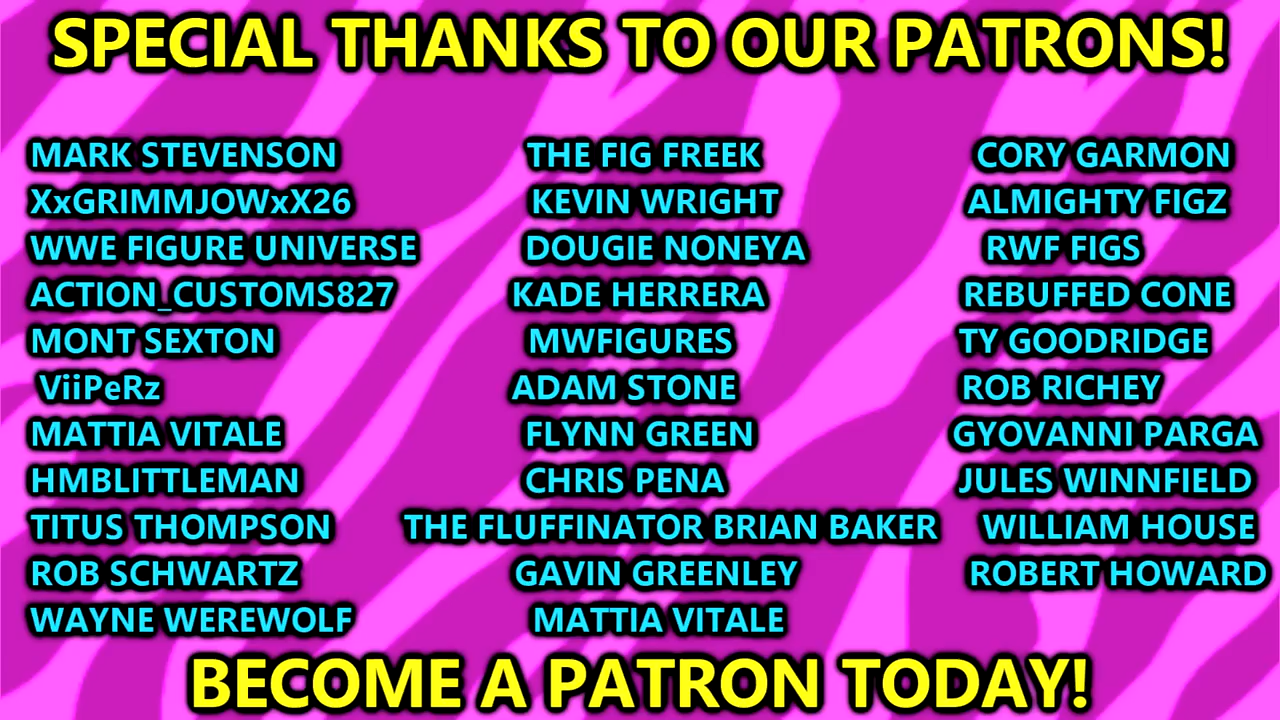 SPECIAL THANKS TO OUR PATRONS!
MARK STEVENSON THE FIG FREEK CORY GARMON
XxGRIMMJOWxX26 KEVIN WRIGHT ALMIGHTY FIGZ
WWE FIGURE UNIVERSE DOUGIE NONEYA RWF FIGS
ACTION_CUSTOMS827 KADE HERRERA REBUFFED CONE
MONT SEXTON MWFIGURES TY GOODRIDGE
ViiPeRz ADAM STONE ROB RICHEY
MATTIA VITALE FLYNN GREEN GYOVANNI PARGA
HMBLITTLEMAN CHRIS PENA JULES WINNFIELD
TITUS THOMPSON THE FLUFFINATOR BRIAN BAKER WILLIAM HOUSE
ROB SCHWARTZ GAVIN GREENLEY ROBERT HOWARD
WAYNE WEREWOLF MATTIA VITALE
BECOME A PATRON TODAY!